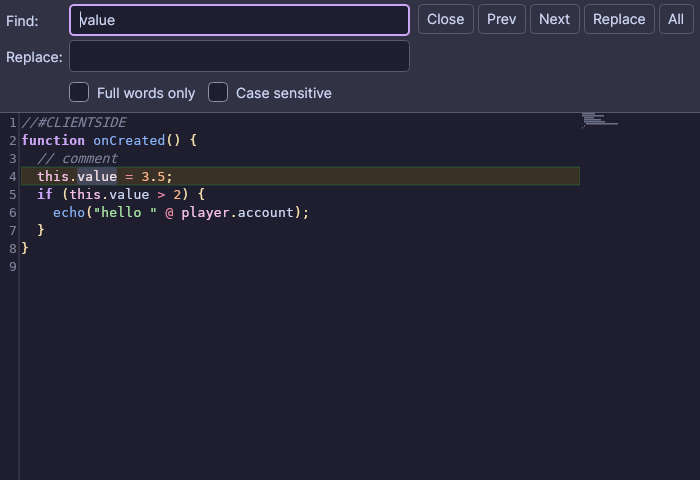 Find: value Close Prev Next Replace All
Replace:
Full words only Case sensitive
1 //#CLIENTSIDE
2 function onCreated() {
3   // comment
4   this.value = 3.5;
5   if (this.value > 2) {
6     echo("hello " @ player.account);
7   }
8 }
9